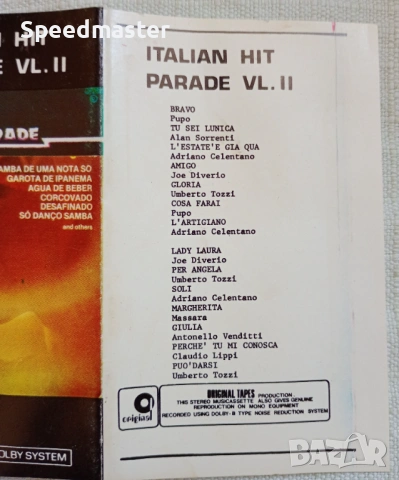 Speedmaster
AN HIT
E VL.II
RADE
AMBA DE UMA NOTA SÓ
GAROTA DE IPANEMA
AGUA DE BEBER
CORCOVADO
DESAFINADO
SÓ DANÇO SAMBA
and others
OLBY SYSTEM
ITALIAN HIT
PARADE VL.II
BRAVO
Pupo
TU SEI LUNICA
Alan Sorrenti
L'ESTATE'E GIA QUA
Adriano Celentano
AMIGO
Joe Diverio
GLORIA
Umberto Tozzi
COSA FARAI
Pupo
L'ARTIGIANO
Adriano Celentano
LADY LAURA
Joe Diverio
PER ANGELA
Umberto Tozzi
SOLI
Adriano Celentano
MARGHERITA
Massara
GIULIA
Antonello Venditti
PERCHE' TU MI CONOSCA
Claudio Lippi
PUO'DARSI
Umberto Tozzi
original
ORIGINAL TAPES PRODUCTION
THIS STEREO MUSICASSETTE ALSO GIVES GENUINE
REPRODUCTION ON MONO EQUIPMENT
RECORDED USING DOLBY-B TYPE NOISE REDUCTION SYSTEM
БАЗАР